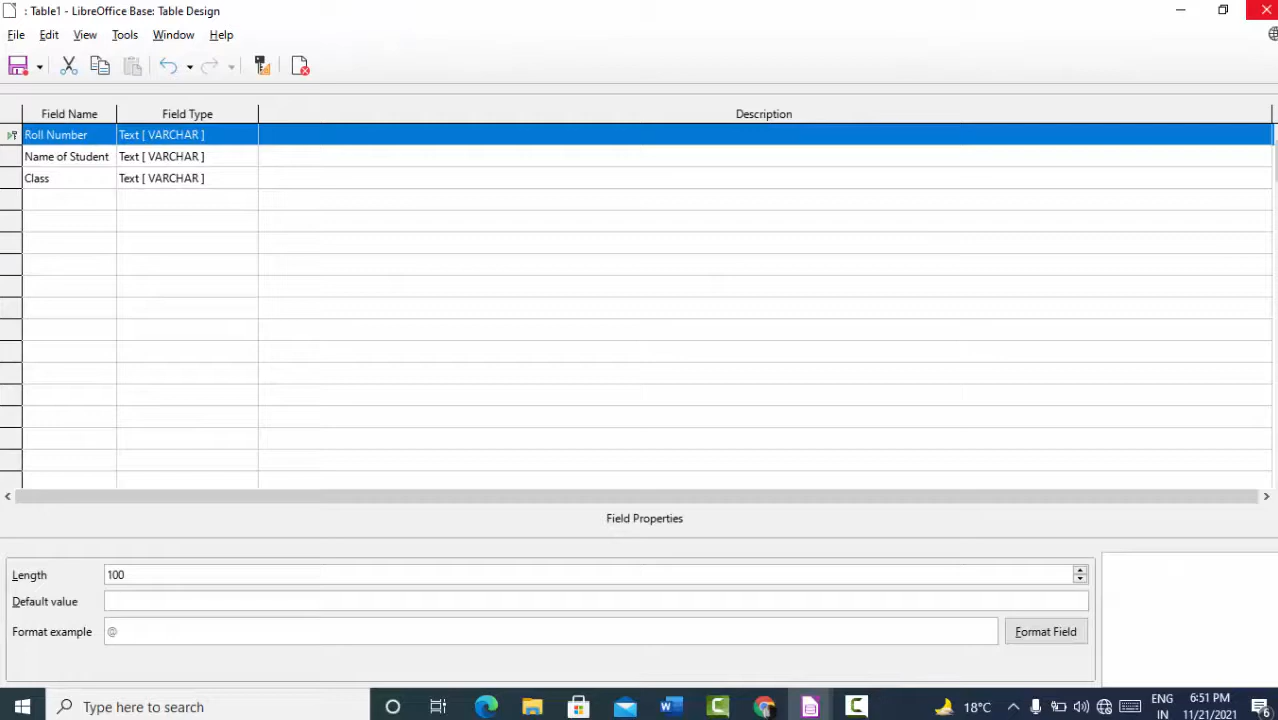 : Table1 - LibreOffice Base: Table Design
File Edit View Tools Window Help
Field Name Field Type Description
Roll Number Text [ VARCHAR ]
Name of Student Text [ VARCHAR ]
Class Text [ VARCHAR ]
Field Properties
Length 100
Default value
Format example @ Format Field
Type here to search 18°C ENG IN 6:51 PM 11/21/2021 6